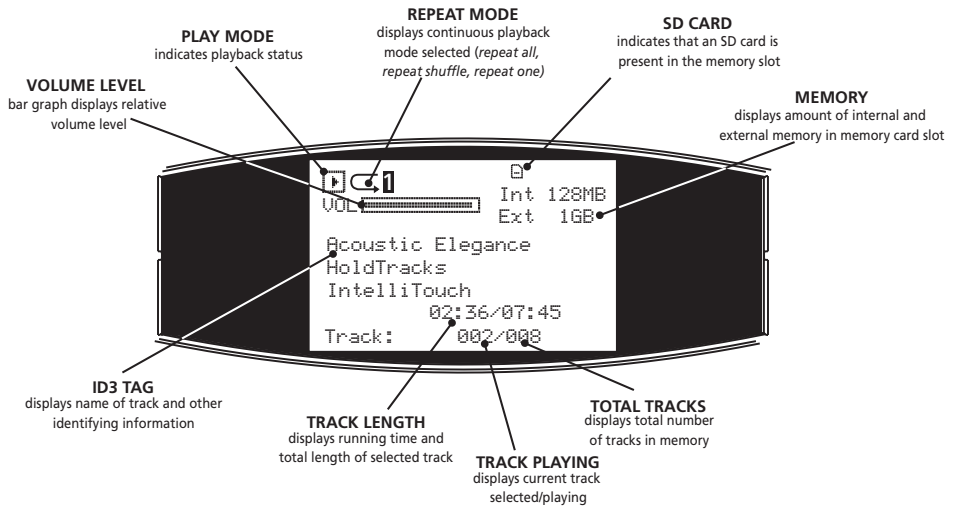 REPEAT MODE
displays continuous playback
mode selected (repeat all,
repeat shuffle, repeat one)
SD CARD
indicates that an SD card is
present in the memory slot
PLAY MODE
indicates playback status
VOLUME LEVEL
bar graph displays relative
volume level
MEMORY
displays amount of internal and
external memory in memory card slot
1
VOL
Int 128MB
Ext 1GB
Acoustic Elegance
HoldTracks
IntelliTouch
02:36/07:45
Track: 002/008
ID3 TAG
displays name of track and other
identifying information
TRACK LENGTH
displays running time and
total length of selected track
TRACK PLAYING
displays current track
selected/playing
TOTAL TRACKS
displays total number
of tracks in memory